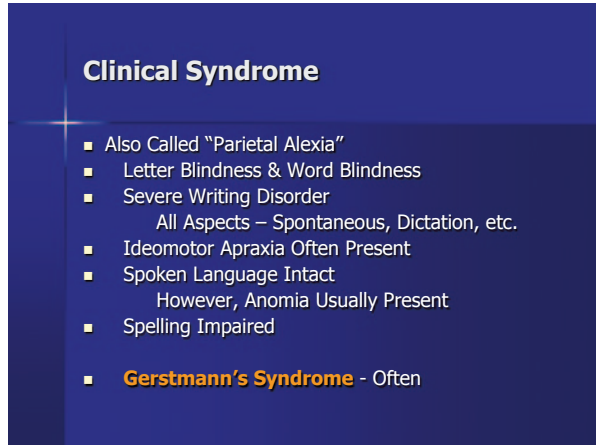 Clinical Syndrome
Also Called “Parietal Alexia”
Letter Blindness & Word Blindness
Severe Writing Disorder
All Aspects – Spontaneous, Dictation, etc.
Ideomotor Apraxia Often Present
Spoken Language Intact
However, Anomia Usually Present
Spelling Impaired
Gerstmann’s Syndrome - Often